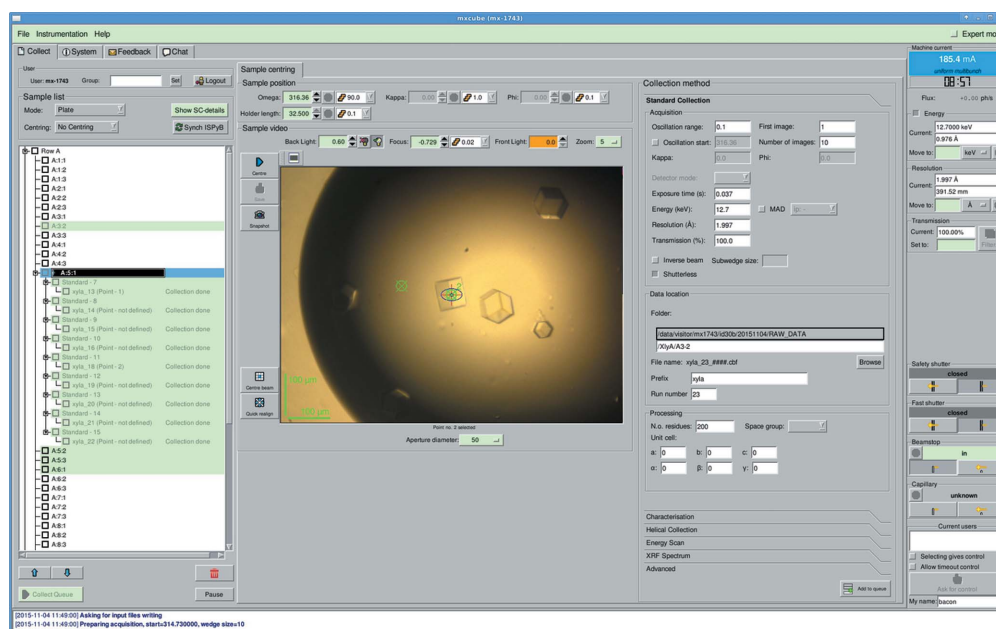 mxcube (mx-1743)
File Instrumentation Help
Expert mo
Collect System Feedback Chat
User
User: mx-1743 Group: Set Logout
Sample list
Mode: Plate Show SC-details
Centring: No Centring Synch ISPyB
Row A
A:1:1
A:1:2
A:1:3
A:2:1
A:2:2
A:2:3
A:3:1
A:3:2
A:3:3
A:4:1
A:4:2
A:4:3
A:5:1
Standard - 7
xyla_13 (Point - 1) Collection done
Standard - 8
xyla_14 (Point - not defined) Collection done
Standard - 9
xyla_15 (Point - not defined) Collection done
Standard - 10
xyla_16 (Point - not defined) Collection done
Standard - 11
xyla_18 (Point - 2) Collection done
Standard - 12
xyla_19 (Point - not defined) Collection done
Standard - 13
xyla_20 (Point - not defined) Collection done
Standard - 14
xyla_21 (Point - not defined) Collection done
Standard - 15
xyla_22 (Point - not defined) Collection done
A:5:2
A:5:3
A:6:1
A:6:2
A:6:3
A:7:1
A:7:2
A:7:3
A:8:1
A:8:2
A:8:3
Collect Queue Pause
Sample centring
Sample position
Omega: 316.36 90.0 Kappa: 0.00 1.0 Phi: 0.00 0.1
Holder length: 32.500 0.1
Sample video
Back Light: 0.60 Focus: -0.729 0.02 Front Light: 0.0 Zoom: 5
Centre
Save
Snapshot
Centre beam
Quick realign
2
100 µm
100 µm
Point no. 2 selected
Aperture diameter: 50
Collection method
Standard Collection
Acquisition
Oscillation range: 0.1 First image: 1
Oscillation start: 316.36 Number of images: 10
Kappa: 0.0 Phi: 0.0
Detector mode:
Exposure time (s): 0.037
Energy (keV): 12.7 MAD ip: -
Resolution (Å): 1.997
Transmission (%): 100.0
Inverse beam Subwedge size:
Shutterless
Data location
Folder:
/data/visitor/mx1743/id30b/20151104/RAW_DATA
/XlyA/A3-2
File name: xyla_23_####.cbf Browse
Prefix xyla
Run number 23
Processing
N.o. residues: 200 Space group:
Unit cell:
a: 0 b: 0 c: 0
α: 0 β: 0 γ: 0
Characterisation
Helical Collection
Energy Scan
XRF Spectrum
Advanced
Add to queue
Machine current
185.4 mA
uniform multibunch
08:57
Flux: +0.00 ph/s
Energy
Current: 12.7000 keV
0.976 Å
Move to: keV
Resolution
Current: 1.997 Å
391.52 mm
Move to: Å
Transmission
Current: 100.00%
Set to: Filter
Safety shutter
closed
Fast shutter
closed
Beamstop
in
Capillary
unknown
Current users
Selecting gives control
Allow timeout control
Ask for control
My name: bacon
[2015-11-04 11:49:00] Asking for input files writing
[2015-11-04 11:49:00] Preparing acquisition, start=314.730000, wedge size=10